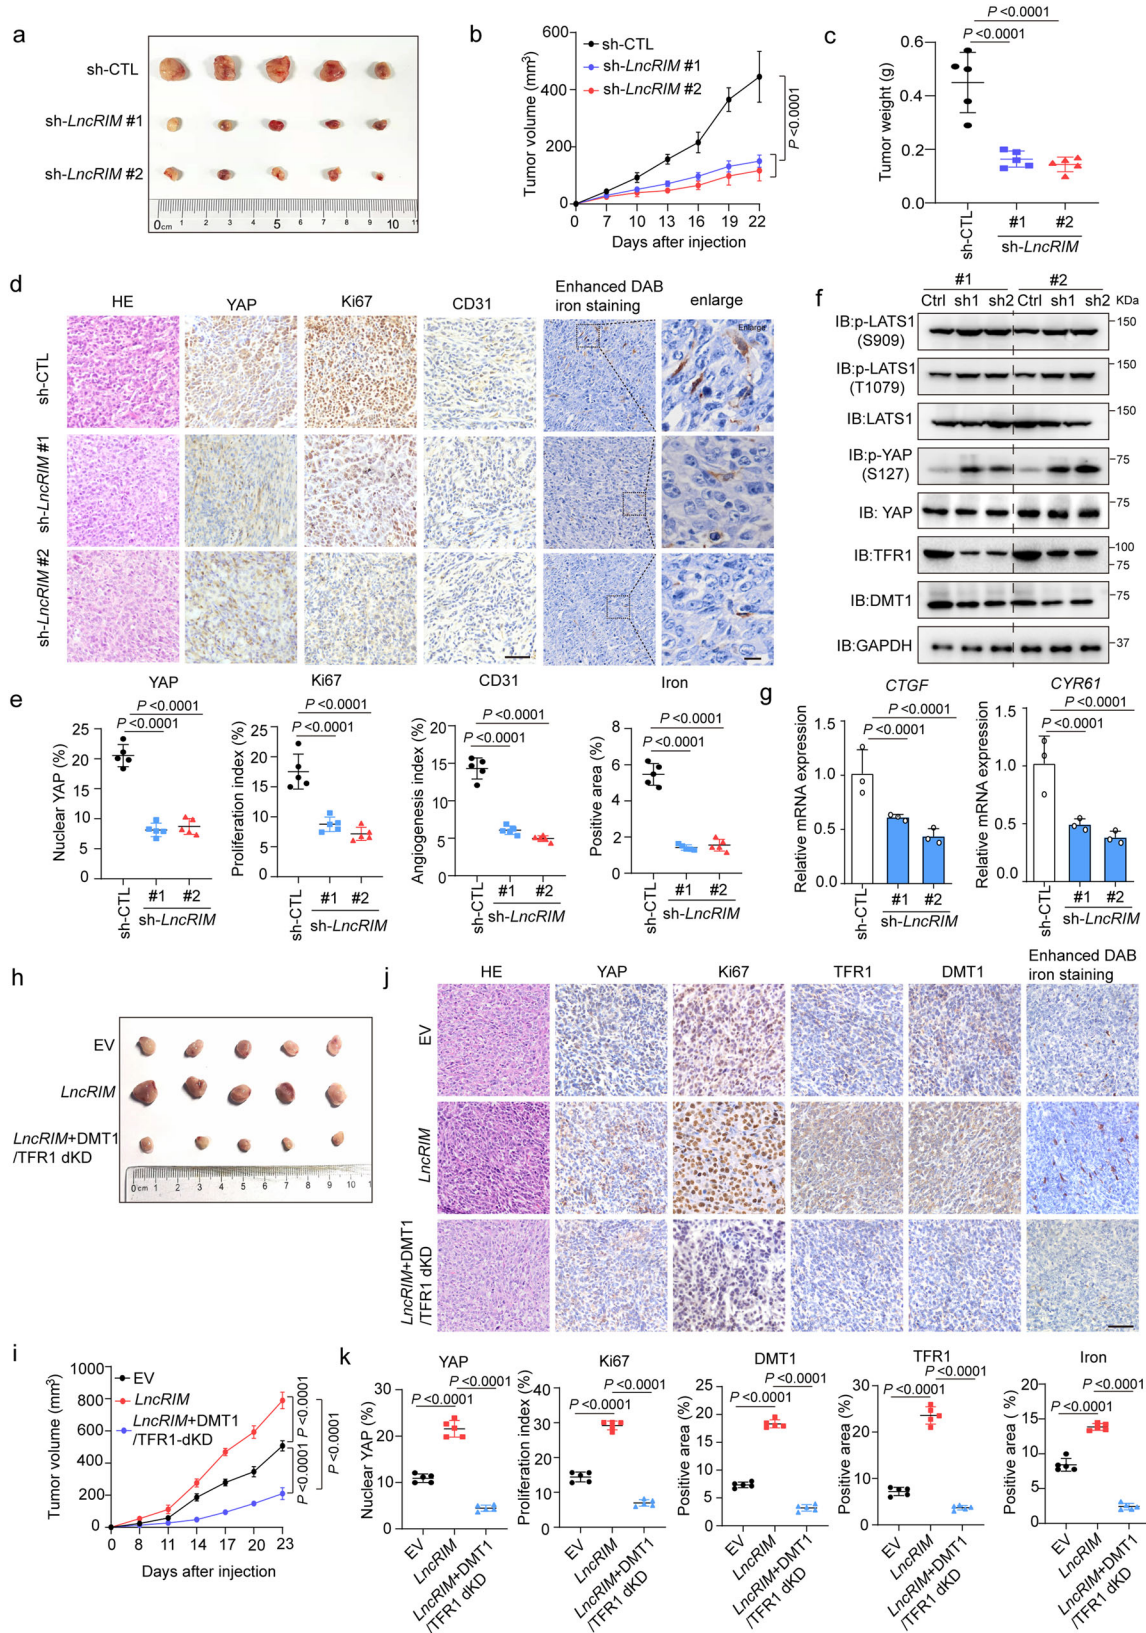 a
sh-CTL
sh-LncRIM #1
sh-LncRIM #2
0cm 1 3 5 7 9 10 11
b
Tumor volume (mm³)
600
400
200
0
sh-CTL
sh-LncRIM #1
sh-LncRIM #2
P <0.0001
0 7 10 13 16 19 22
Days after injection
c
P <0.0001
P <0.0001
Tumor weight (g)
0.6
0.4
0.2
0.0
sh-CTL
#1 #2
sh-LncRIM
d
HE YAP Ki67 CD31 Enhanced DAB iron staining enlarge
Enlarge
sh-CTL
sh-LncRIM #1
sh-LncRIM #2
f
#1 #2
Ctrl sh1 sh2 Ctrl sh1 sh2 KDa
IB:p-LATS1 (S909) 150
IB:p-LATS1 (T1079) 150
IB:LATS1 150
IB:p-YAP (S127) 75
IB: YAP 75
IB:TFR1 100 75
IB:DMT1 75
IB:GAPDH 37
e
YAP
P <0.0001
P <0.0001
Nuclear YAP (%)
25
20
15
10
5
0
sh-CTL
#1 #2
sh-LncRIM
Ki67
P <0.0001
P <0.0001
Proliferation index (%)
25
20
15
10
5
0
sh-CTL
#1 #2
sh-LncRIM
CD31
P <0.0001
P <0.0001
Angiogenesis index (%)
20
15
10
5
0
sh-CTL
#1 #2
sh-LncRIM
Iron
P <0.0001
P <0.0001
Positive area (%)
8
6
4
2
0
sh-CTL
#1 #2
sh-LncRIM
g
CTGF
P <0.0001
P <0.0001
Relative mRNA expression
1.5
1.0
0.5
0.0
sh-CTL
#1 #2
sh-LncRIM
CYR61
P <0.0001
P <0.0001
Relative mRNA expression
1.5
1.0
0.5
0.0
sh-CTL
#1 #2
sh-LncRIM
h
EV
LncRIM
LncRIM+DMT1
/TFR1 dKD
0cm 1 2 3 4 5 6 7 8 9 10 1
j
HE YAP Ki67 TFR1 DMT1 Enhanced DAB iron staining
EV
LncRIM
LncRIM+DMT1
/TFR1 dKD
i
Tumor volume (mm³)
1000
800
600
400
200
0
EV
LncRIM
LncRIM+DMT1
/TFR1-dKD
P <0.0001
P <0.0001
P <0.0001
0 8 11 14 17 20 23
Days after injection
k
YAP
P <0.0001
P <0.0001
Nuclear YAP (%)
30
20
10
0
EV
LncRIM
LncRIM+DMT1
/TFR1 dKD
Ki67
P <0.0001
P <0.0001
Proliferation index (%)
40
30
20
10
0
EV
LncRIM
LncRIM+DMT1
/TFR1 dKD
DMT1
P <0.0001
P <0.0001
Positive area (%)
25
20
15
10
5
0
EV
LncRIM
LncRIM+DMT1
/TFR1 dKD
TFR1
P <0.0001
P <0.0001
Positive area (%)
30
20
10
0
EV
LncRIM
LncRIM+DMT1
/TFR1 dKD
Iron
P <0.0001
P <0.0001
Positive area ( %)
20
15
10
5
0
EV
LncRIM
LncRIM+DMT1
/TFR1 dKD